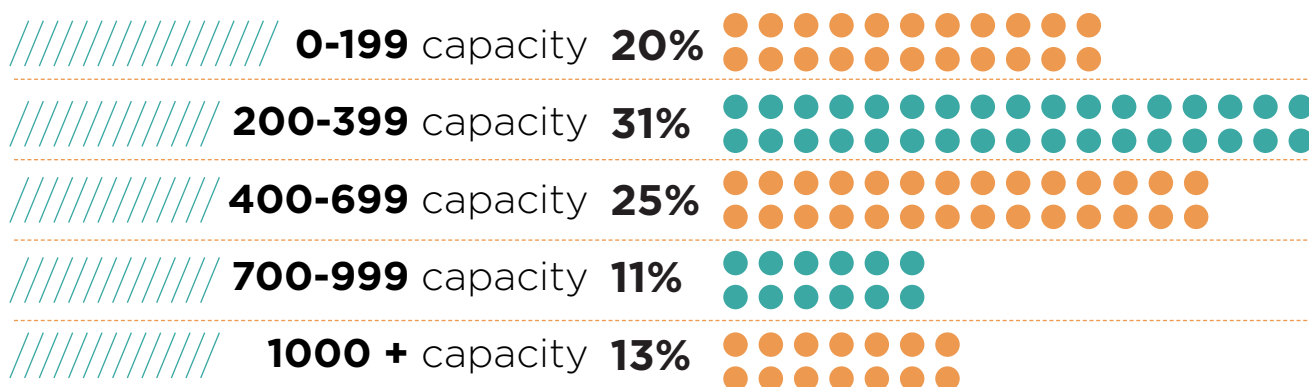 0-199 capacity 20%
200-399 capacity 31%
400-699 capacity 25%
700-999 capacity 11%
1000 + capacity 13%